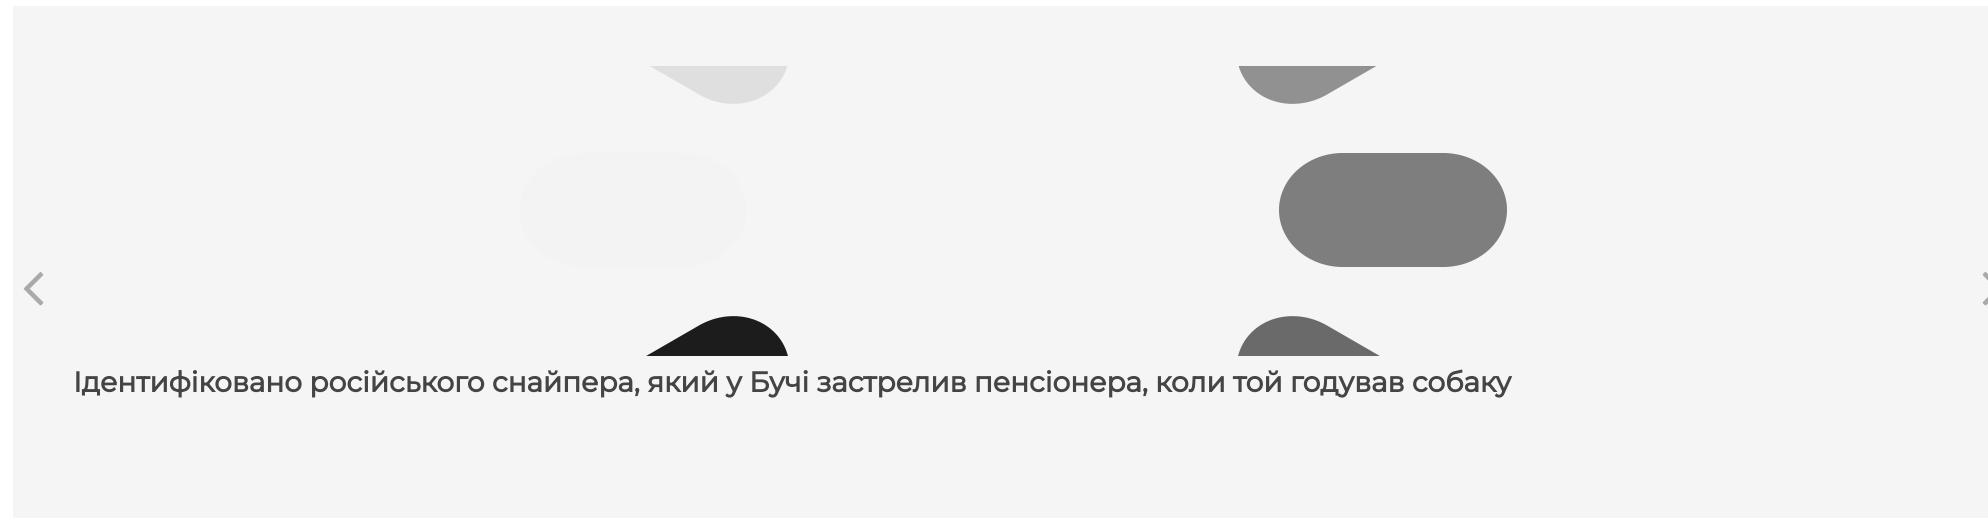 Ідентифіковано російського снайпера, який у Бучі застрелив пенсіонера, коли той годував собаку